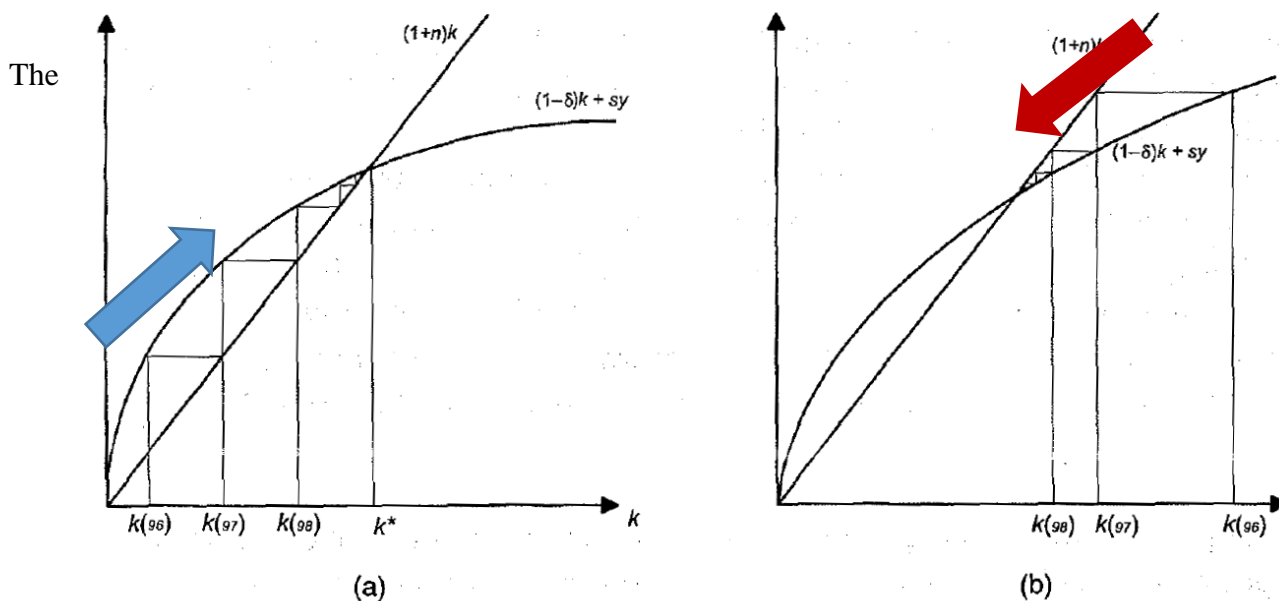 The
(1+n)k
(1−δ)k + sy
k(96)
k(97)
k(98)
k*
k
(a)
(1+n)
(1−δ)k + sy
k(98)
k(97)
k(96)
(b)